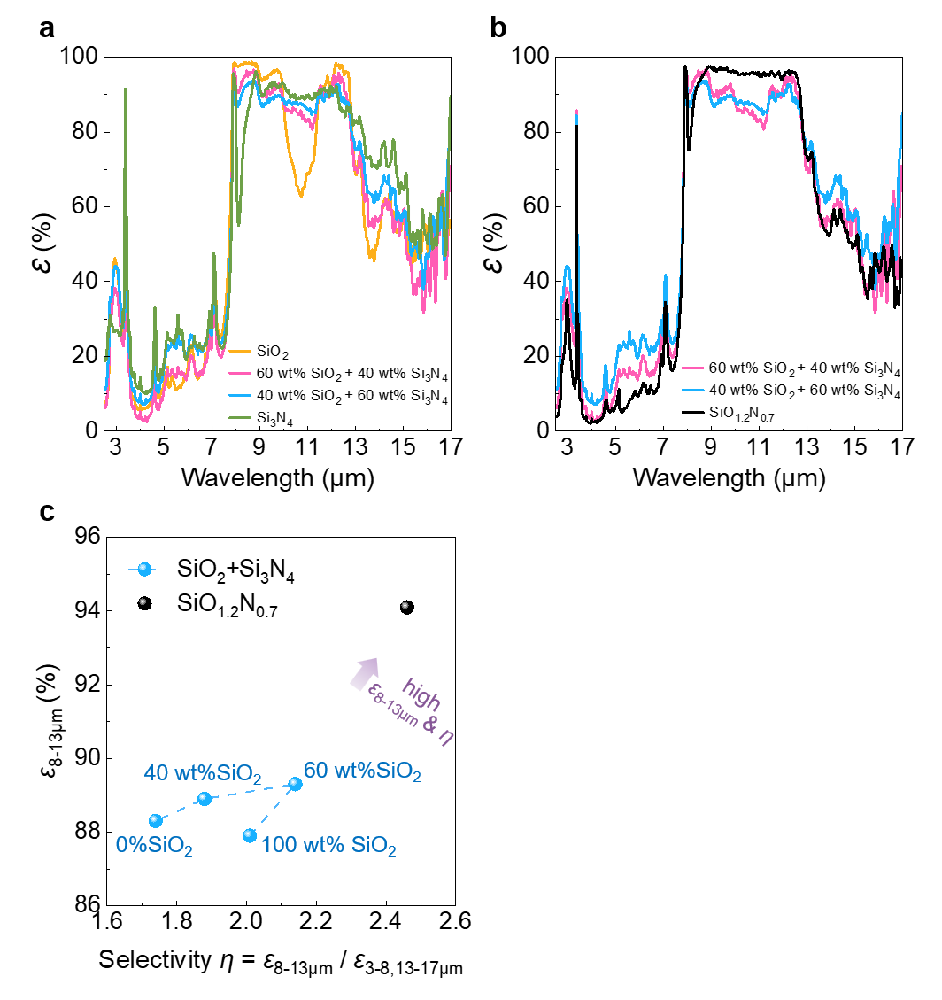 a
100
80
60
40
20
0
ε (%)
SiO₂
60 wt% SiO₂ + 40 wt% Si₃N₄
40 wt% SiO₂ + 60 wt% Si₃N₄
Si₃N₄
3 5 7 9 11 13 15 17
Wavelength (μm)
b
100
80
60
40
20
0
ε (%)
60 wt% SiO₂ + 40 wt% Si₃N₄
40 wt% SiO₂ + 60 wt% Si₃N₄
SiO₁.₂N₀.₇
3 5 7 9 11 13 15 17
Wavelength (μm)
c
96
94
92
90
88
86
ε₈₋₁₃μm (%)
SiO₂+Si₃N₄
SiO₁.₂N₀.₇
high
ε₈₋₁₃μm & η
40 wt%SiO₂
60 wt%SiO₂
0%SiO₂
100 wt% SiO₂
1.6 1.8 2.0 2.2 2.4 2.6
Selectivity η = ε₈₋₁₃μm / ε₃₋₈,₁₃₋₁₇μm